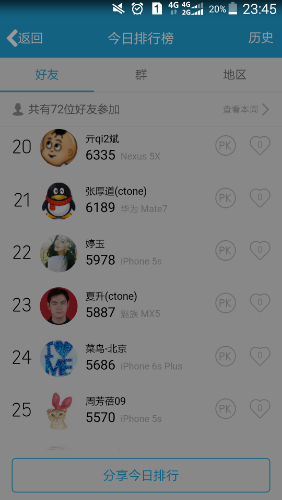 4G 4G 2G 20% 23:45
返回 今日排行榜 历史
好友 群 地区
共有72位好友参加 查看本周
20 亓qi2斌 PK 0
6335 Nexus 5X
21 张厚道(ctone) PK 0
6189 华为 Mate7
22 婷玉 PK 0
5978 iPhone 5s
23 夏升(ctone) PK 0
5887 魅族 MX5
24 菜鸟-北京 PK 0
5686 iPhone 6s Plus
25 周芳蓓09 PK 0
5570 iPhone 5s
分享今日排行